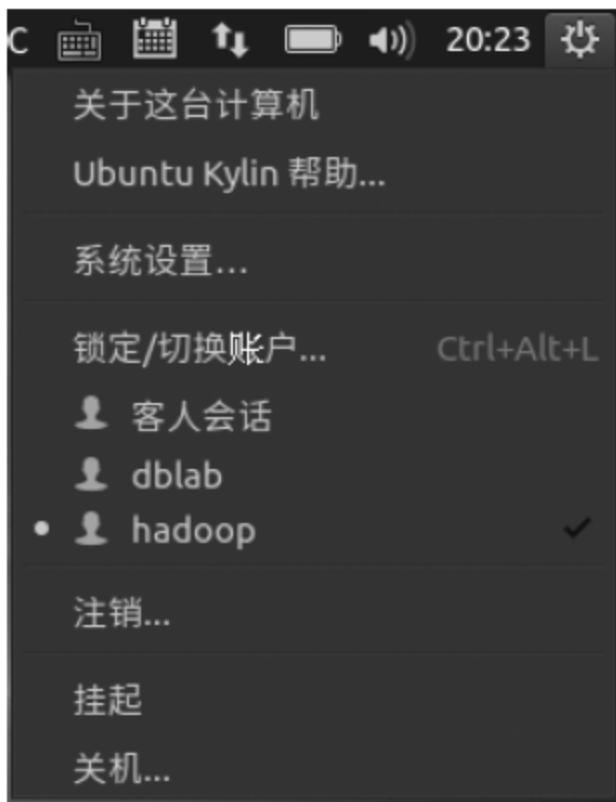 C 20:23
关于这台计算机
Ubuntu Kylin 帮助...
系统设置...
锁定/切换账户... Ctrl+Alt+L
客人会话
dblab
hadoop
注销...
挂起
关机...